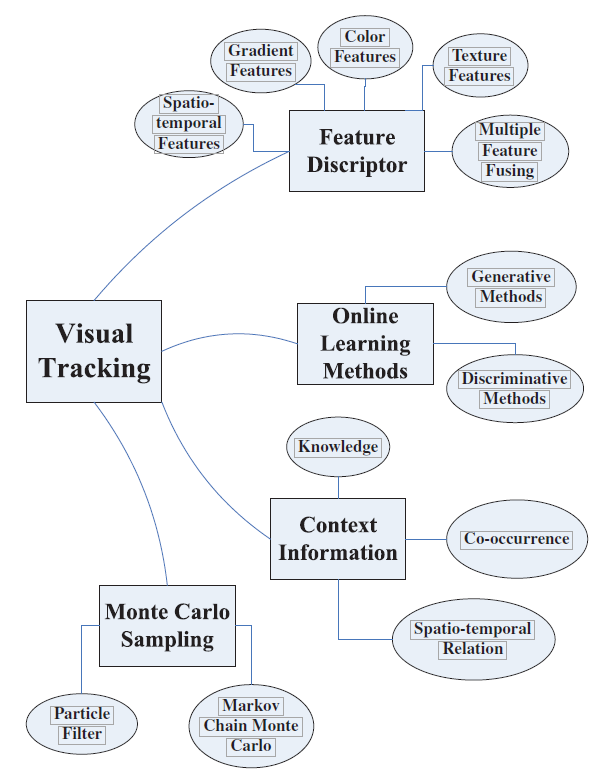 Gradient
Features
Color
Features
Texture
Features
Spatio-
temporal
Features
Feature
Discriptor
Multiple
Feature
Fusing
Visual
Tracking
Online
Learning
Methods
Generative
Methods
Discriminative
Methods
Knowledge
Context
Information
Co-occurrence
Spatio-temporal
Relation
Monte Carlo
Sampling
Particle
Filter
Markov
Chain Monte
Carlo